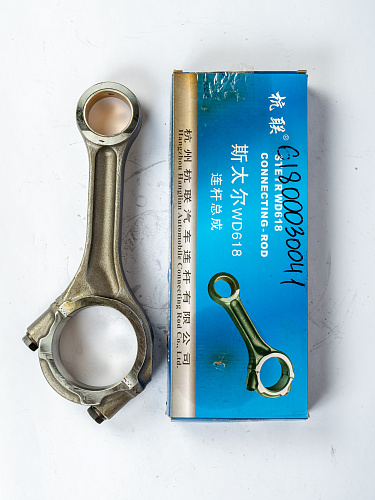 杭联®
STEYR WD618
CONNECTING-ROD
斯太尔WD618
连杆总成
G1800030041
杭州杭联汽车连杆有限公司
Hangzhou Hanglian Automobile Connecting Rod Co., Ltd.